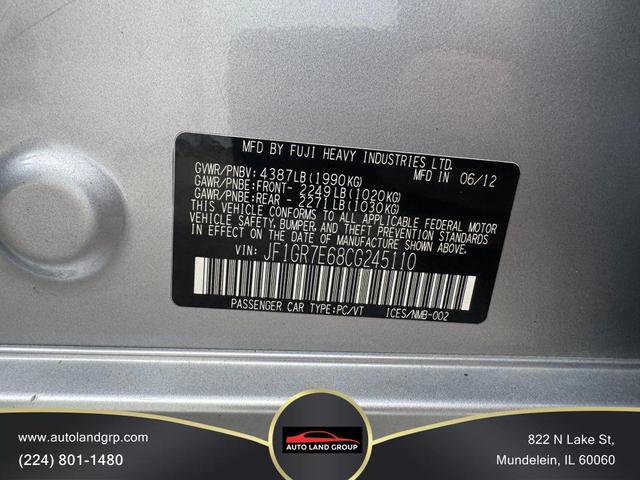 MFD BY FUJI HEAVY INDUSTRIES LTD.
GVWR/PNBV: 4387LB(1990KG) MFD IN 06/12
GAWR/PNBE:FRONT- 2249LB(1020KG)
GAWR/PNBE:REAR - 2271LB(1030KG)
THIS VEHICLE CONFORMS TO ALL APPLICABLE FEDERAL MOTOR
VEHICLE SAFETY, BUMPER, AND THEFT PREVENTION STANDARDS
IN EFFECT ON THE DATE OF MANUFACTURE SHOWN ABOVE.
VIN: JF1GR7E68CG245110
PASSENGER CAR TYPE:PC/VT ICES/NMB-002
www.autolandgrp.com
(224) 801-1480
AUTO LAND GROUP
822 N Lake St,
Mundelein, IL 60060